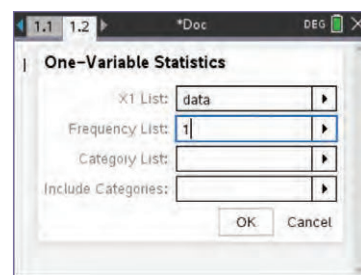 1.1 1.2 *Doc DEG
One-Variable Statistics
X1 List: data
Frequency List: 1
Category List:
Include Categories:
OK Cancel